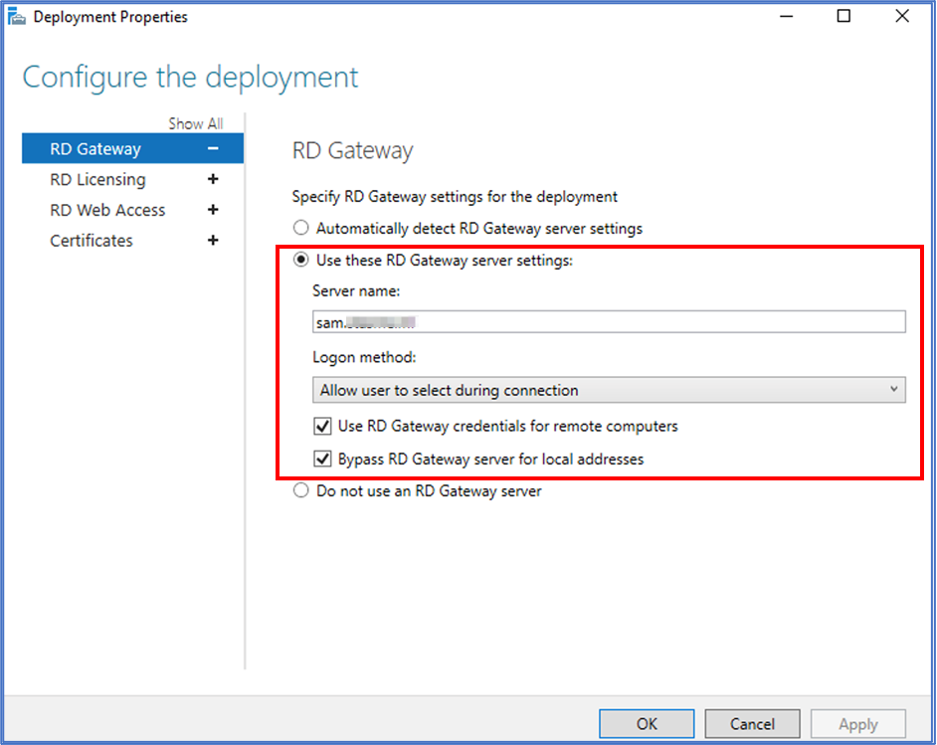 Deployment Properties
Configure the deployment
Show All
RD Gateway
RD Licensing
RD Web Access
Certificates
RD Gateway
Specify RD Gateway settings for the deployment
Automatically detect RD Gateway server settings
Use these RD Gateway server settings:
Server name:
sam.
Logon method:
Allow user to select during connection
Use RD Gateway credentials for remote computers
Bypass RD Gateway server for local addresses
Do not use an RD Gateway server
OK Cancel Apply